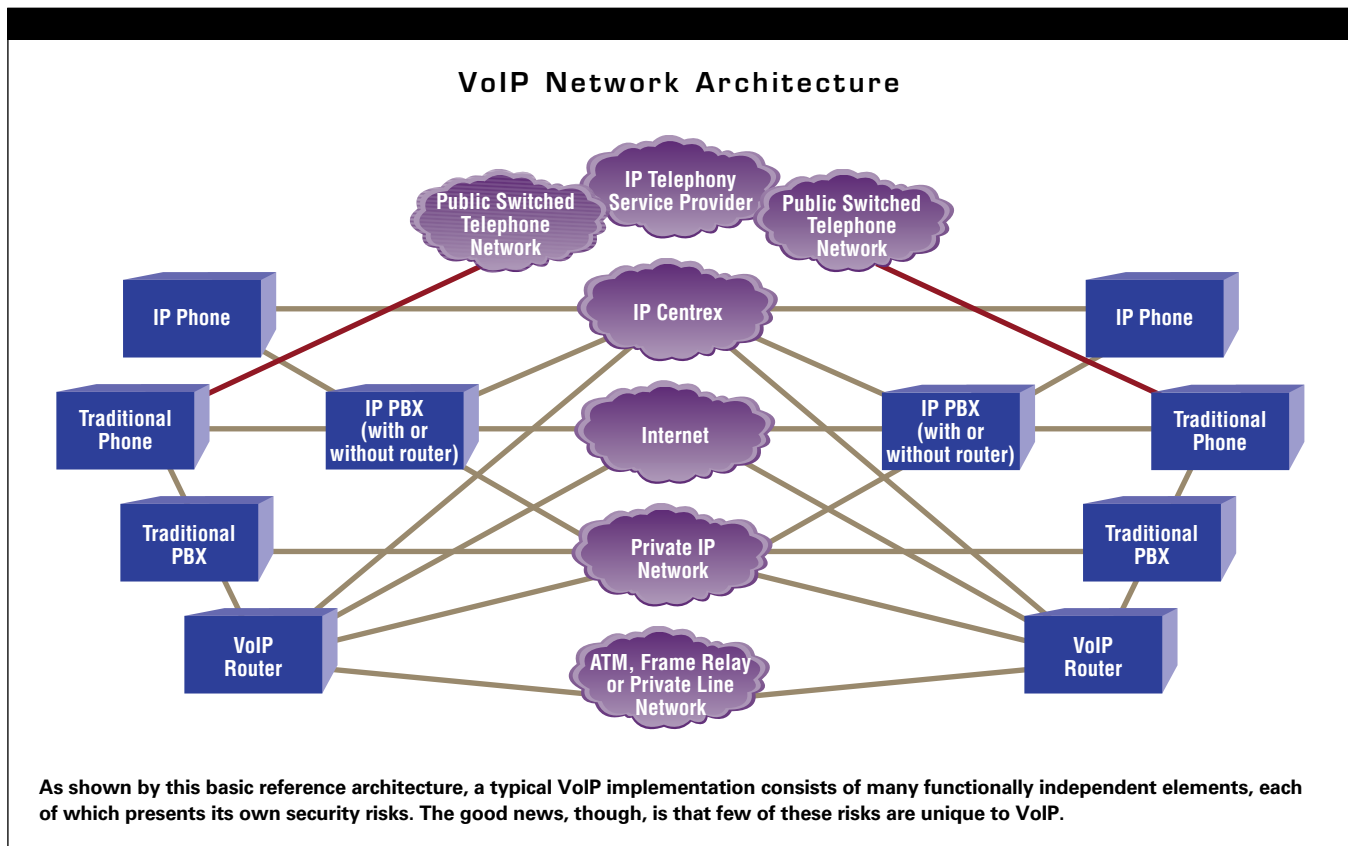 VoIP Network Architecture
IP Telephony
Service Provider
Public Switched
Telephone
Network
Public Switched
Telephone
Network
IP Phone
IP Centrex
IP Phone
Traditional
Phone
IP PBX
(with or
without router)
Internet
IP PBX
(with or
without router)
Traditional
Phone
Traditional
PBX
Private IP
Network
Traditional
PBX
VoIP
Router
ATM, Frame Relay
or Private Line
Network
VoIP
Router
As shown by this basic reference architecture, a typical VoIP implementation consists of many functionally independent elements, each
of which presents its own security risks. The good news, though, is that few of these risks are unique to VoIP.